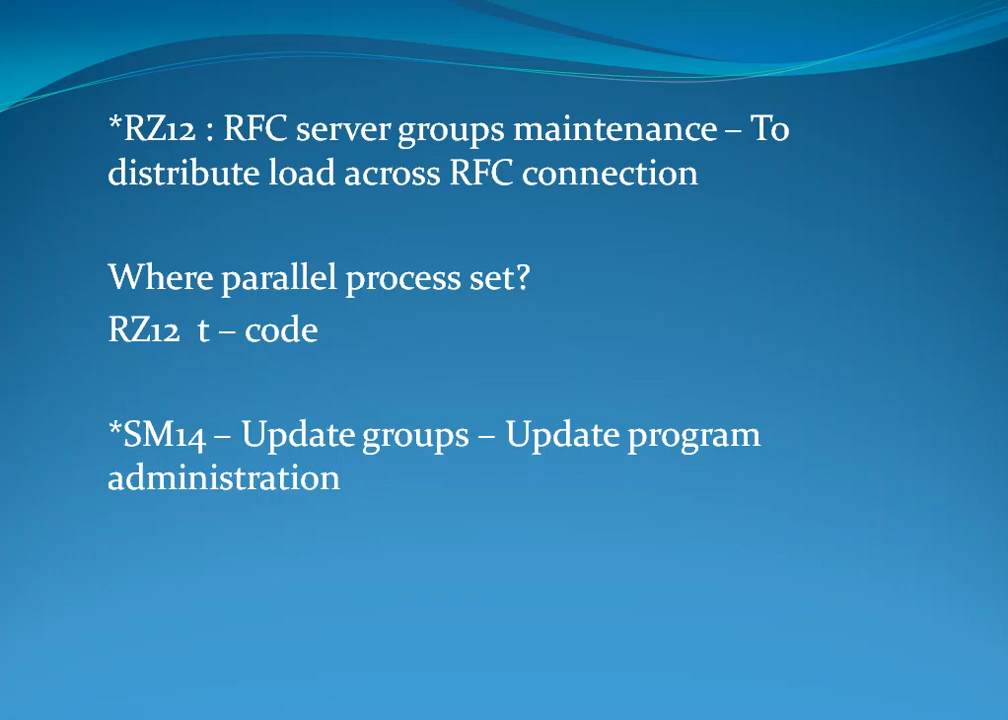 *RZ12 : RFC server groups maintenance – To
distribute load across RFC connection
Where parallel process set?
RZ12 t – code
*SM14 – Update groups – Update program
administration